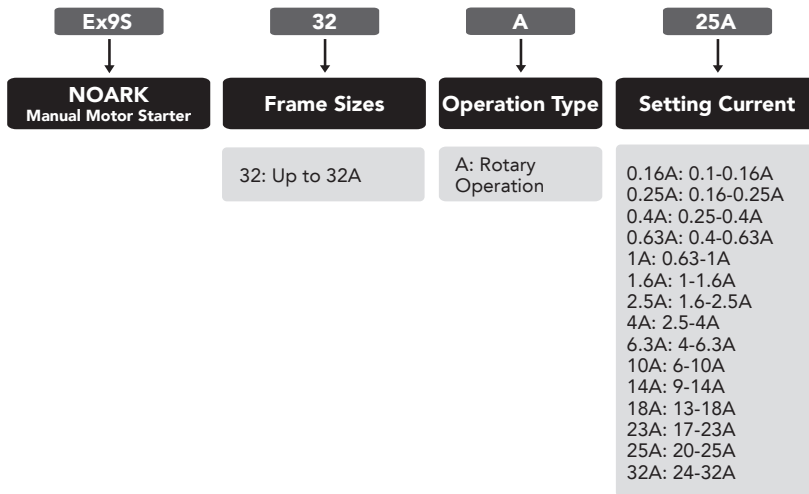 Ex9S
32
A
25A
NOARK
Manual Motor Starter
Frame Sizes
Operation Type
Setting Current
32: Up to 32A
A: Rotary
Operation
0.16A: 0.1-0.16A
0.25A: 0.16-0.25A
0.4A: 0.25-0.4A
0.63A: 0.4-0.63A
1A: 0.63-1A
1.6A: 1-1.6A
2.5A: 1.6-2.5A
4A: 2.5-4A
6.3A: 4-6.3A
10A: 6-10A
14A: 9-14A
18A: 13-18A
23A: 17-23A
25A: 20-25A
32A: 24-32A